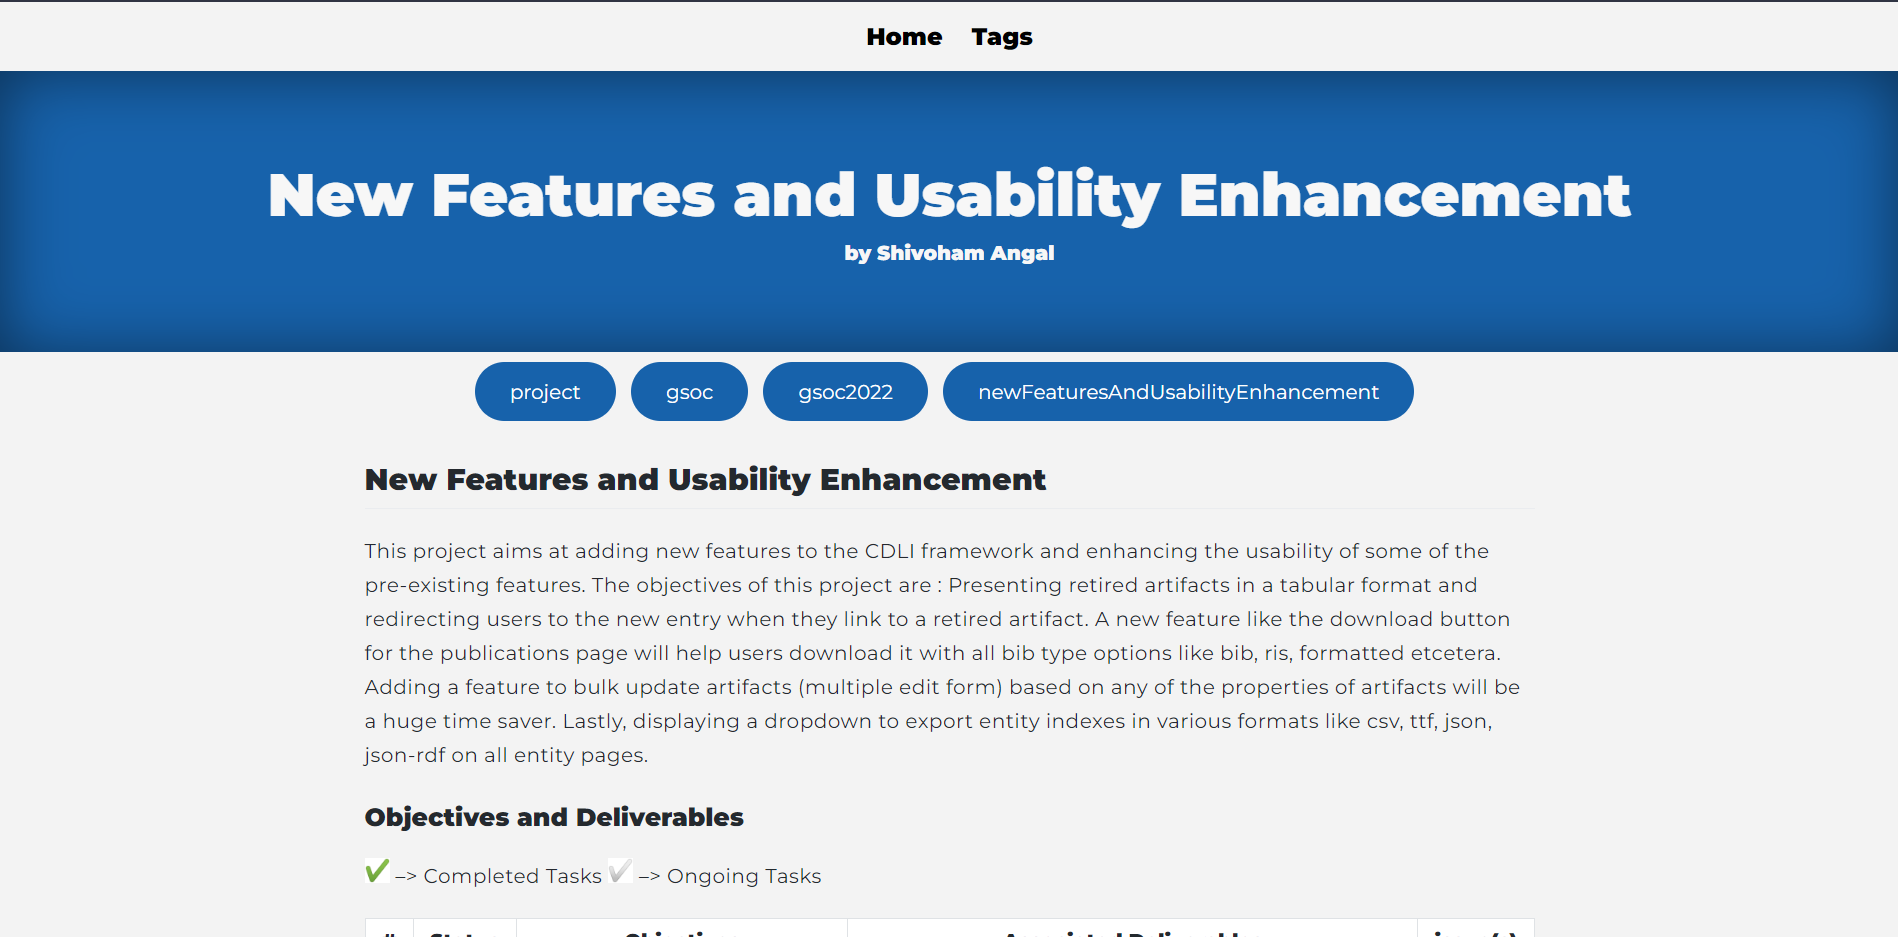 Home Tags
New Features and Usability Enhancement
by Shivoham Angal
project gsoc gsoc2022 newFeaturesAndUsabilityEnhancement
New Features and Usability Enhancement
This project aims at adding new features to the CDLI framework and enhancing the usability of some of the
pre-existing features. The objectives of this project are : Presenting retired artifacts in a tabular format and
redirecting users to the new entry when they link to a retired artifact. A new feature like the download button
for the publications page will help users download it with all bib type options like bib, ris, formatted etcetera.
Adding a feature to bulk update artifacts (multiple edit form) based on any of the properties of artifacts will be
a huge time saver. Lastly, displaying a dropdown to export entity indexes in various formats like csv, ttf, json,
json-rdf on all entity pages.
Objectives and Deliverables
✔ –> Completed Tasks ✔ –> Ongoing Tasks